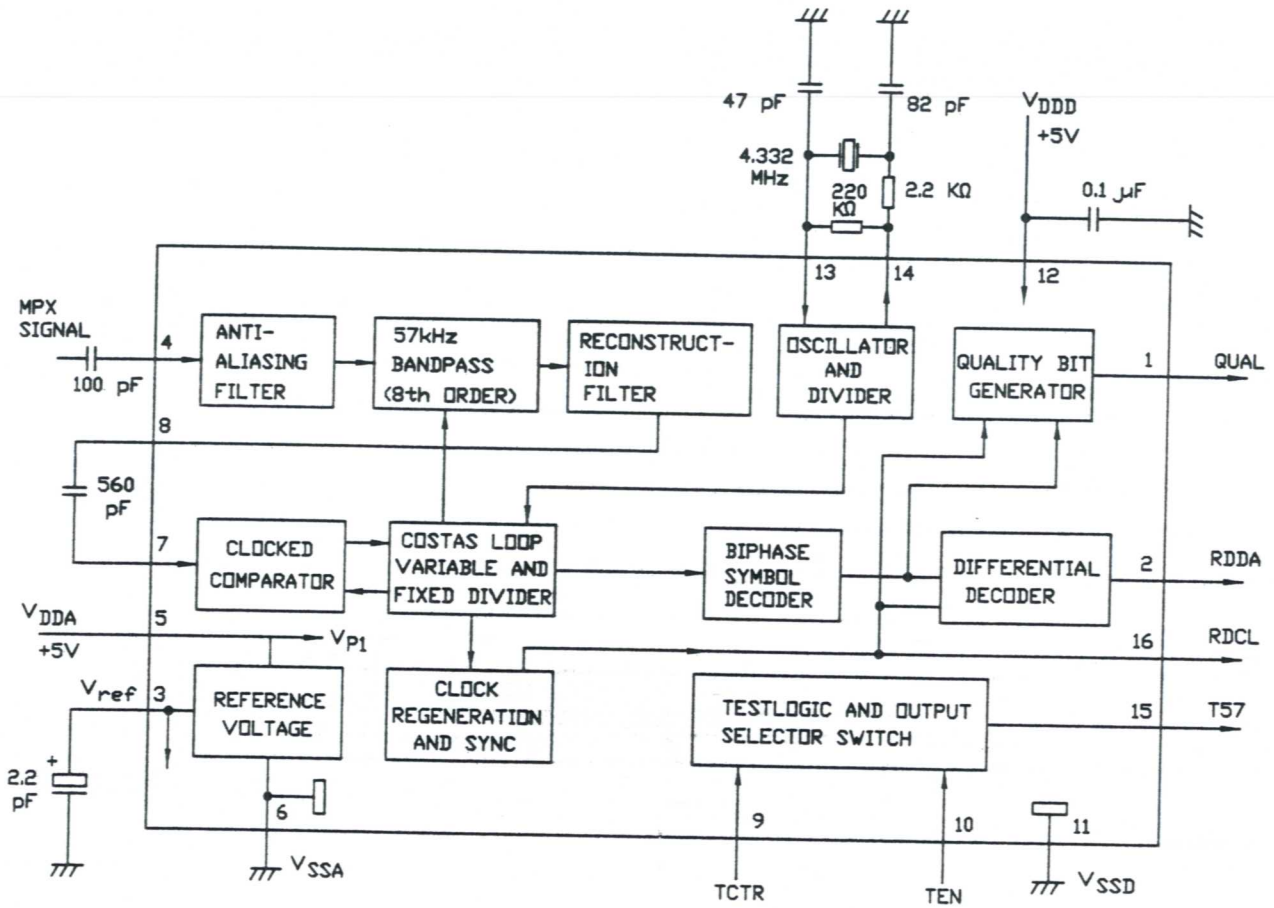 47 pF
82 pF
VDDD
+5V
4.332
MHz
220
KΩ
2.2 KΩ
0.1 µF
13
14
12
MPX
SIGNAL
4
100 pF
ANTI-
ALIASING
FILTER
57kHz
BANDPASS
(8th ORDER)
RECONSTRUCT-
ION
FILTER
OSCILLATOR
AND
DIVIDER
QUALITY BIT
GENERATOR
1
QUAL
8
560
pF
7
CLOCKED
COMPARATOR
COSTAS LOOP
VARIABLE AND
FIXED DIVIDER
BIPHASE
SYMBOL
DECODER
DIFFERENTIAL
DECODER
2
RDDA
VDDA
+5V
5
VP1
16
RDCL
Vref
3
REFERENCE
VOLTAGE
CLOCK
REGENERATION
AND SYNC
TESTLOGIC AND OUTPUT
SELECTOR SWITCH
15
T57
+
2.2
pF
6
9
10
11
VSSA
TCTR
TEN
VSSD